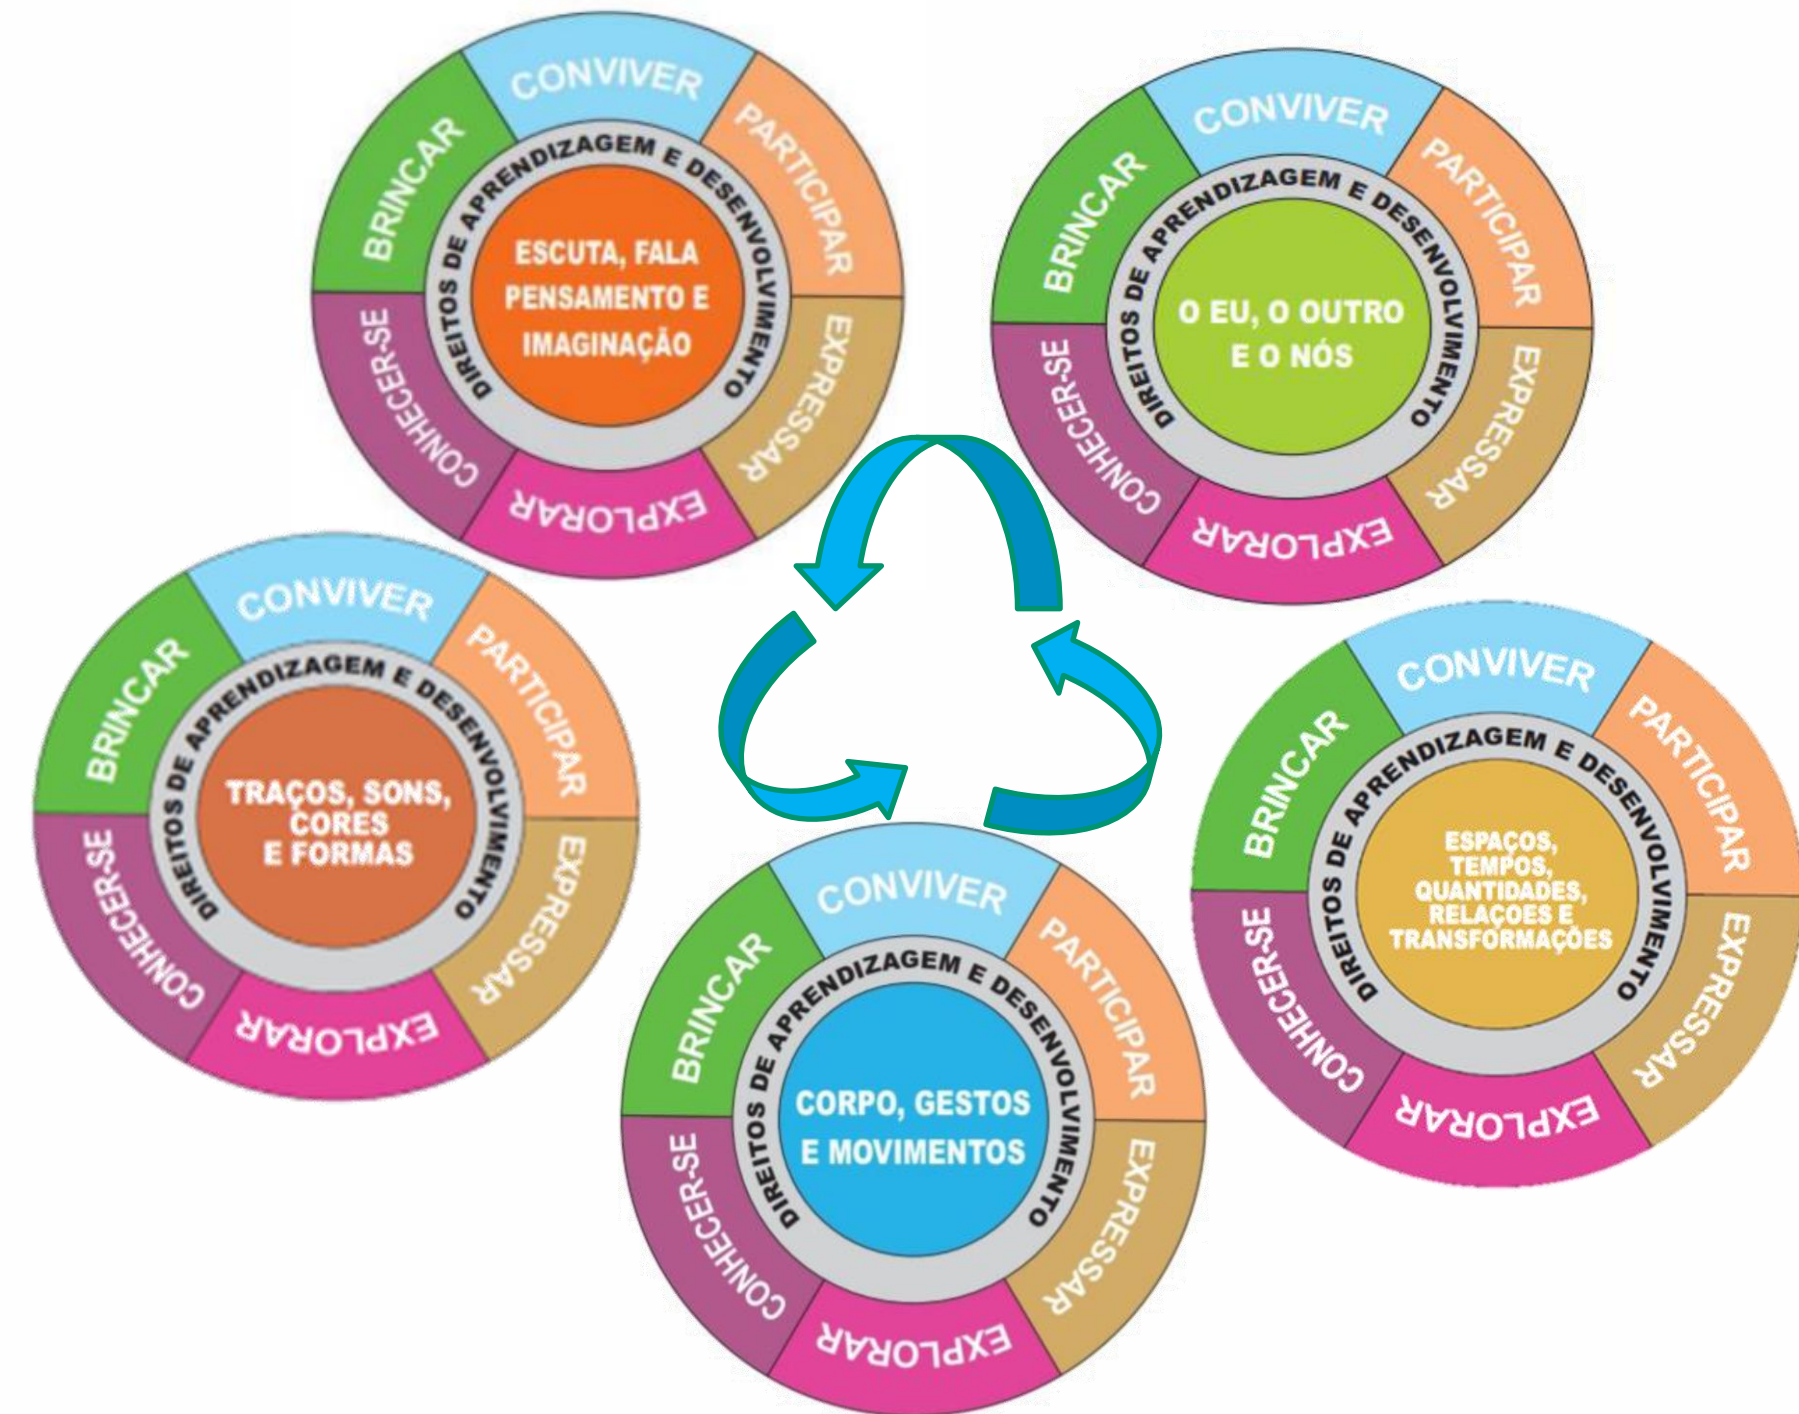 CONVIVER
PARTICIPAR
EXPRESSAR
EXPLORAR
CONHECER-SE
BRINCAR
DIREITOS DE APRENDIZAGEM E DESENVOLVIMENTO
ESCUTA, FALA
PENSAMENTO E
IMAGINAÇÃO
CONVIVER
PARTICIPAR
EXPRESSAR
EXPLORAR
CONHECER-SE
BRINCAR
DIREITOS DE APRENDIZAGEM E DESENVOLVIMENTO
O EU, O OUTRO
E O NÓS
CONVIVER
PARTICIPAR
EXPRESSAR
EXPLORAR
CONHECER-SE
BRINCAR
DIREITOS DE APRENDIZAGEM E DESENVOLVIMENTO
TRAÇOS, SONS,
CORES
E FORMAS
CONVIVER
PARTICIPAR
EXPRESSAR
EXPLORAR
CONHECER-SE
BRINCAR
DIREITOS DE APRENDIZAGEM E DESENVOLVIMENTO
ESPAÇOS,
TEMPOS,
QUANTIDADES,
RELAÇOES E
TRANSFORMAÇÕES
CONVIVER
PARTICIPAR
EXPRESSAR
EXPLORAR
CONHECER-SE
BRINCAR
DIREITOS DE APRENDIZAGEM E DESENVOLVIMENTO
CORPO, GESTOS
E MOVIMENTOS